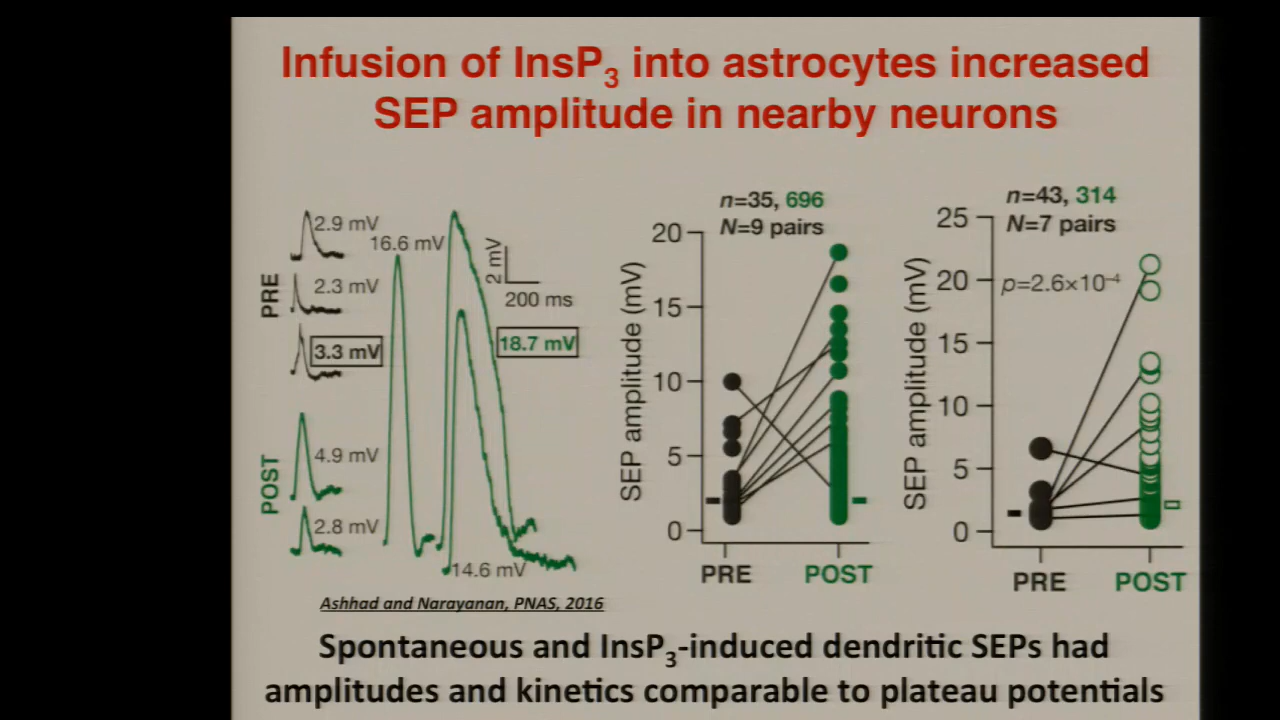 Infusion of InsP3 into astrocytes increased
SEP amplitude in nearby neurons
PRE
2.9 mV
2.3 mV
3.3 mV
16.6 mV
2 mV
200 ms
18.7 mV
POST
4.9 mV
2.8 mV
14.6 mV
n=35, 696
N=9 pairs
SEP amplitude (mV)
20
15
10
5
0
PRE
POST
n=43, 314
N=7 pairs
p=2.6×10⁻⁴
SEP amplitude (mV)
25
20
15
10
5
0
PRE
POST
Ashhad and Narayanan, PNAS, 2016
Spontaneous and InsP3-induced dendritic SEPs had
amplitudes and kinetics comparable to plateau potentials